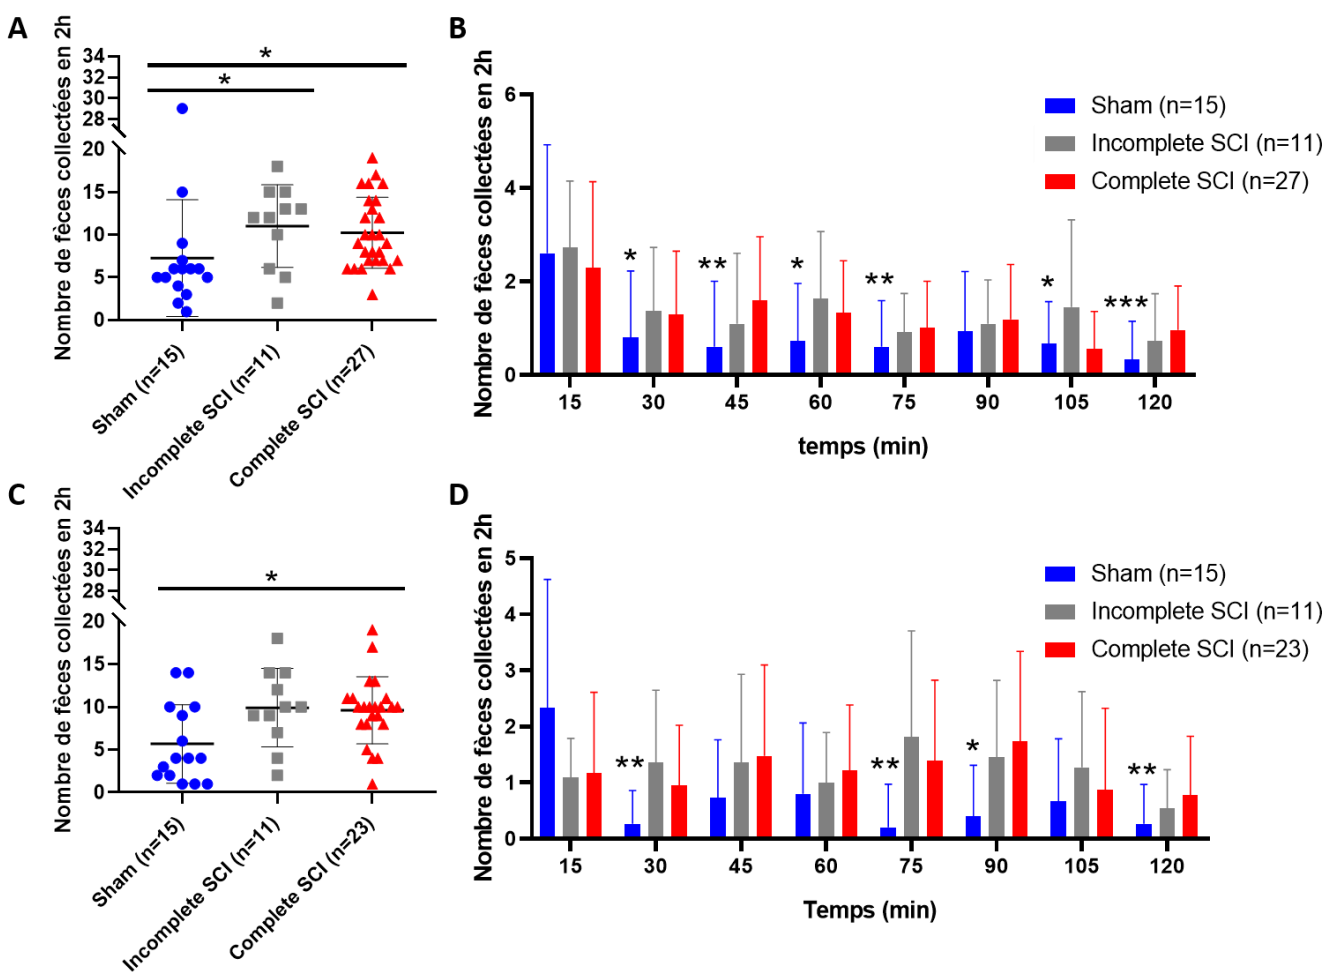 A
Nombre de fèces collectées en 2h
34
32
30
28
20
15
10
5
0
*
*
Sham (n=15)
Incomplete SCI (n=11)
Complete SCI (n=27)
B
Nombre de fèces collectées en 2h
6
4
2
0
* ** * ** * ***
15 30 45 60 75 90 105 120
temps (min)
Sham (n=15)
Incomplete SCI (n=11)
Complete SCI (n=27)
C
Nombre de fèces collectées en 2h
34
32
30
28
20
15
10
5
0
*
Sham (n=15)
Incomplete SCI (n=11)
Complete SCI (n=23)
D
Nombre de fèces collectées en 2h
5
4
3
2
1
0
** ** * **
15 30 45 60 75 90 105 120
Temps (min)
Sham (n=15)
Incomplete SCI (n=11)
Complete SCI (n=23)